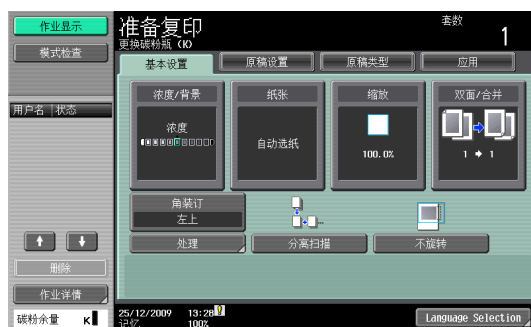 作业显示
模式检查
用户名 状态
删除
作业详情
碳粉余量 K
准备复印
更换碳粉瓶 (K)
套数
1
基本设置
原稿设置
原稿类型
应用
浓度/背景
浓度
纸张
自动选纸
缩放
100.0%
双面/合并
1 → 1
角装订
左上
处理
分离扫描
不旋转
25/12/2009 13:28
记忆 100%
Language Selection